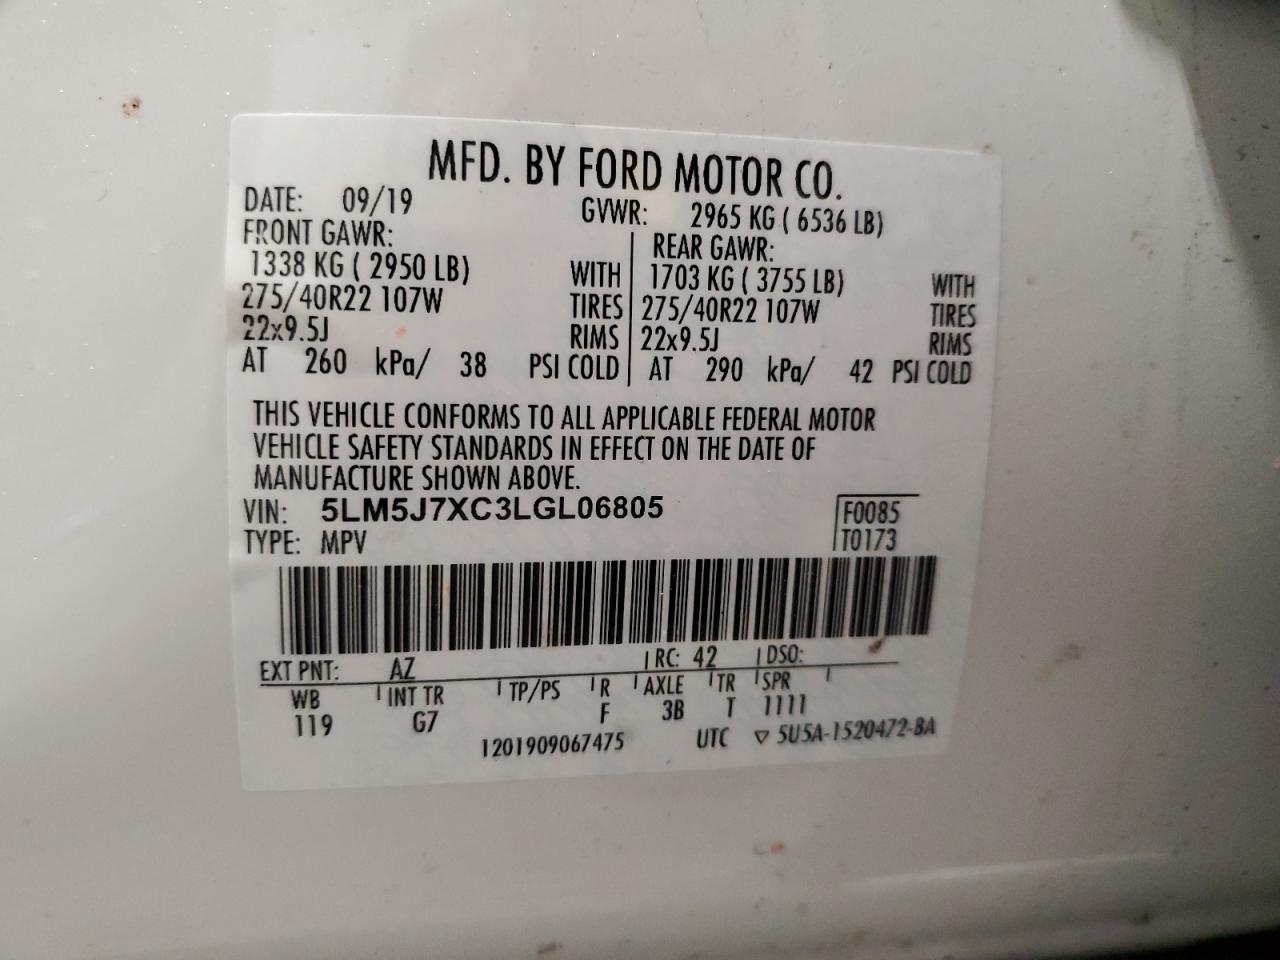 MFD. BY FORD MOTOR CO.
DATE: 09/19 GVWR: 2965 KG ( 6536 LB)
FRONT GAWR: REAR GAWR:
1338 KG ( 2950 LB) WITH 1703 KG ( 3755 LB) WITH
275/40R22 107W TIRES 275/40R22 107W TIRES
22x9.5J RIMS 22x9.5J RIMS
AT 260 kPa/ 38 PSI COLD AT 290 kPa/ 42 PSI COLD
THIS VEHICLE CONFORMS TO ALL APPLICABLE FEDERAL MOTOR
VEHICLE SAFETY STANDARDS IN EFFECT ON THE DATE OF
MANUFACTURE SHOWN ABOVE.
VIN: 5LM5J7XC3LGL06805 F0085
TYPE: MPV T0173
EXT PNT: AZ RC: 42 DSO:
WB INT TR TP/PS R AXLE TR SPR
119 G7 F 3B T 1111
1201909067475 UTC ▽ 5U5A-1520472-BA